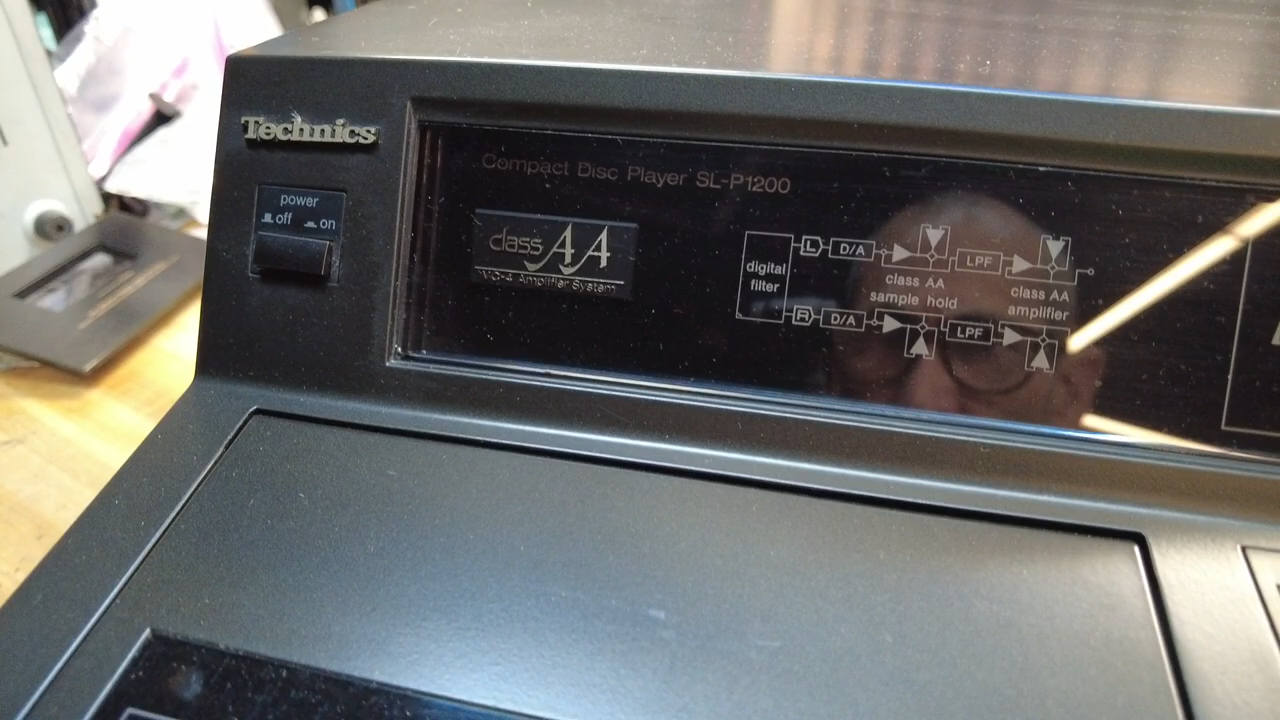 Technics
power
off on
Compact Disc Player SL-P1200
class AA
VC-4 Amplifier System
digital
filter
L D/A LPF
class AA
sample hold
class AA
amplifier
R D/A LPF